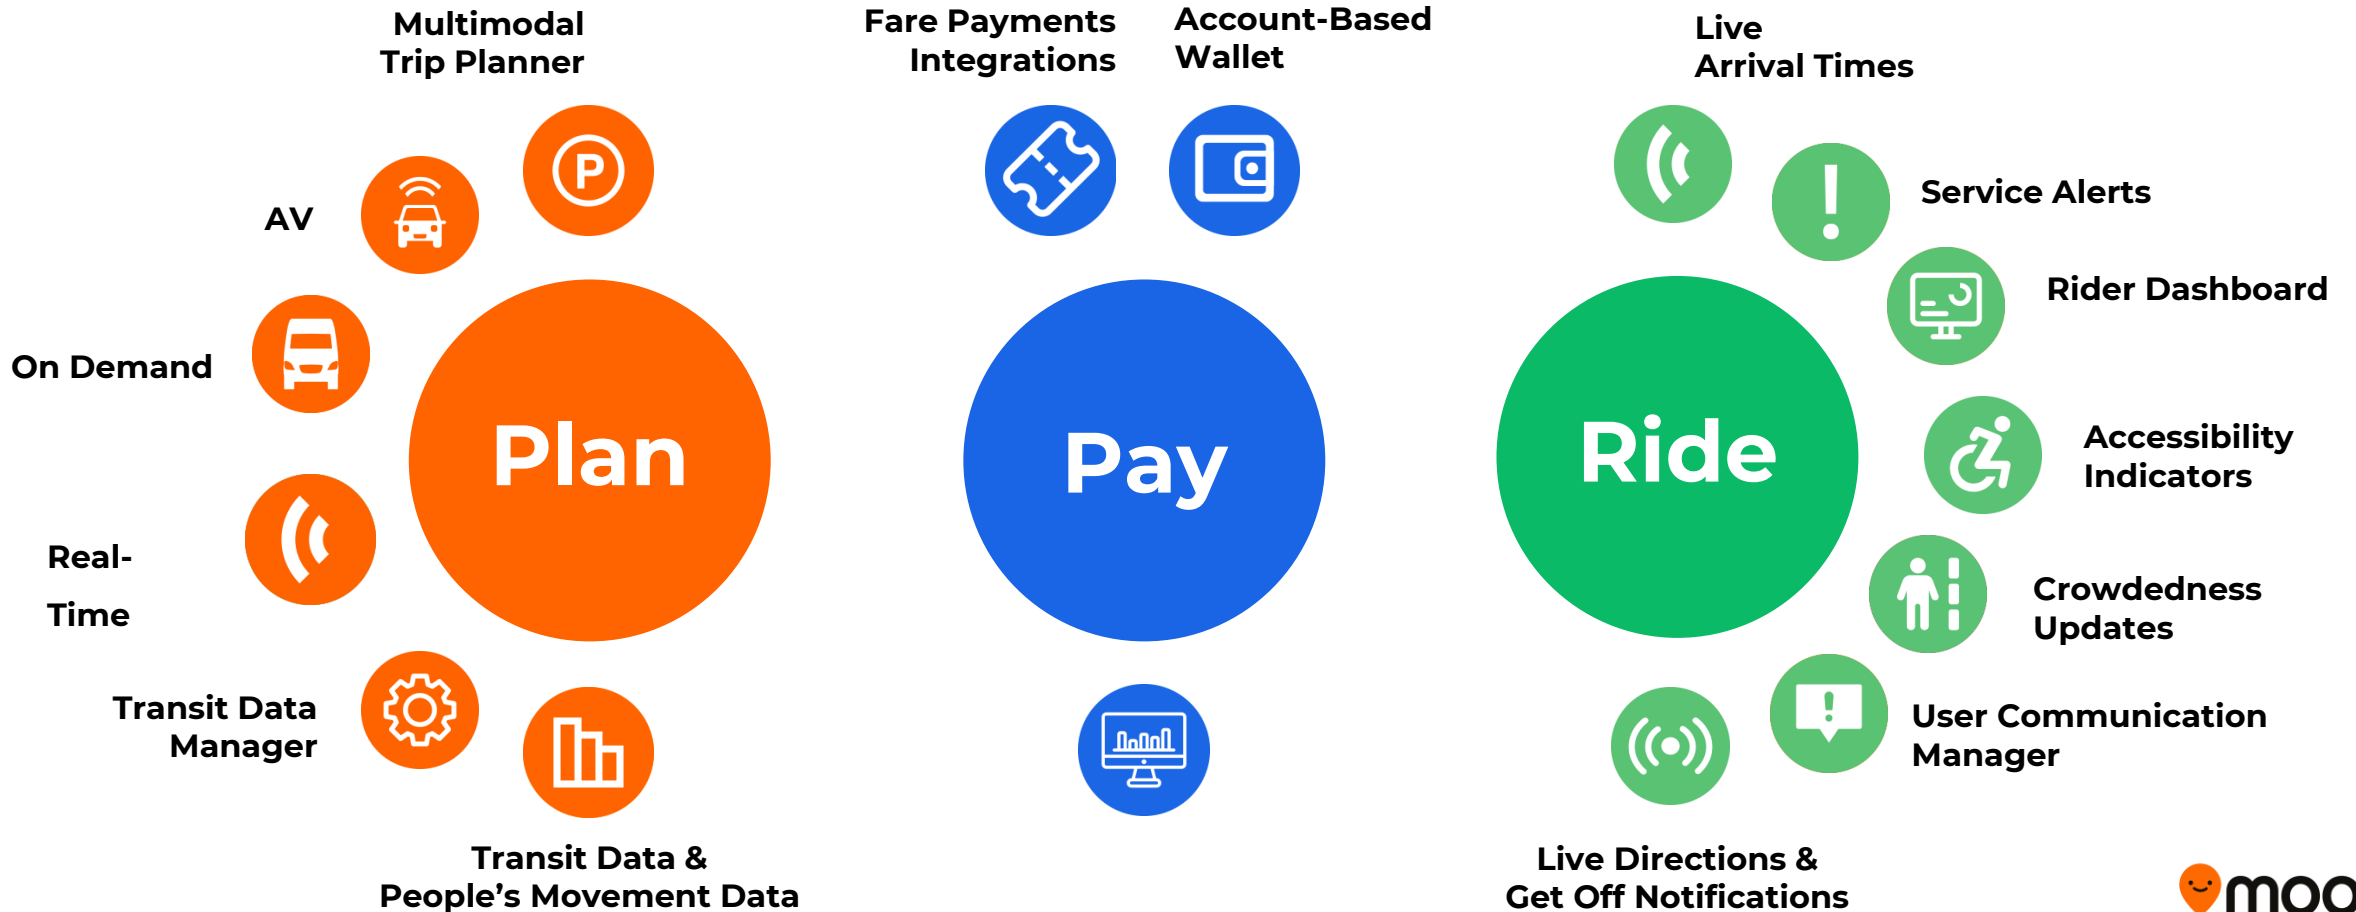 Multimodal
Trip Planner
AV
P
On Demand
Real-
Time
Transit Data
Manager
Transit Data &
People's Movement Data
Plan
Fare Payments
Integrations
Account-Based
Wallet
Pay
Live
Arrival Times
Service Alerts
Rider Dashboard
Accessibility
Indicators
Crowdedness
Updates
User Communication
Manager
Live Directions &
Get Off Notifications
Ride